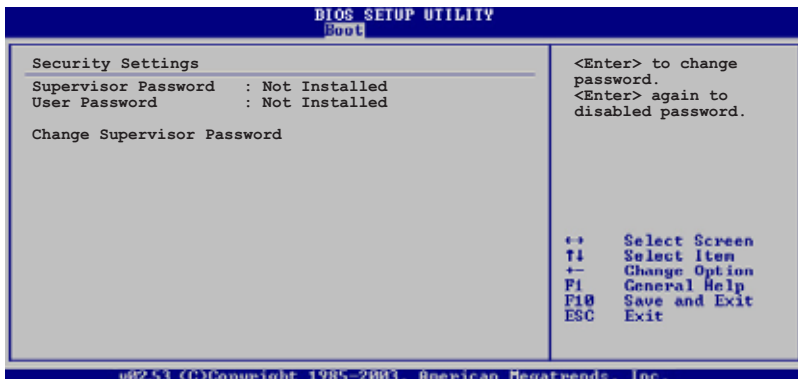 BIOS SETUP UTILITY
Boot
Security Settings
Supervisor Password : Not Installed
User Password : Not Installed
Change Supervisor Password
<Enter> to change
password.
<Enter> again to
disabled password.
↔ Select Screen
↑↓ Select Item
+- Change Option
F1 General Help
F10 Save and Exit
ESC Exit
v02.53 (C)Copyright 1985-2003, American Megatrends, Inc.